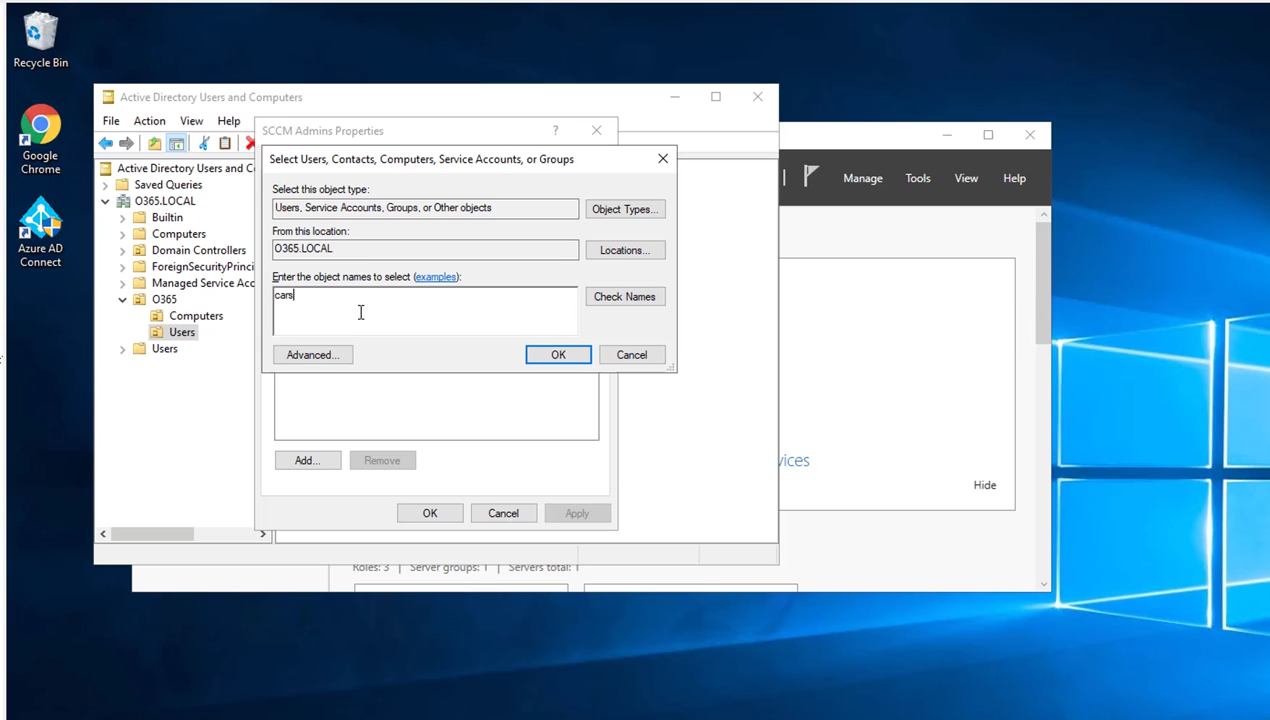 Recycle Bin
Google
Chrome
Azure AD
Connect
Active Directory Users and Computers
File Action View Help
Active Directory Users and C
Saved Queries
O365.LOCAL
Builtin
Computers
Domain Controllers
ForeignSecurityPrinci
Managed Service Acc
O365
Computers
Users
Users
SCCM Admins Properties
?
Select Users, Contacts, Computers, Service Accounts, or Groups
Select this object type:
Users, Service Accounts, Groups, or Other objects
Object Types...
From this location:
O365.LOCAL
Locations...
Enter the object names to select (examples):
cars
Check Names
Advanced...
OK
Cancel
Add...
Remove
OK
Cancel
Apply
Manage Tools View Help
vices
Hide
Roles: 3 | Server groups: 1 | Servers total: 1